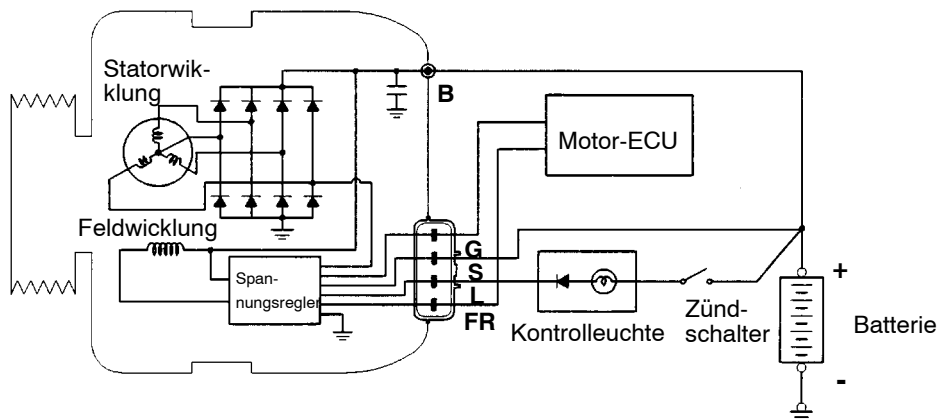 Statorwik-
klung
B
Motor-ECU
Feldwicklung
G
S
L
FR
Span-
nungsregler
Kontrolleuchte
Zünd-
schalter
+
Batterie
-